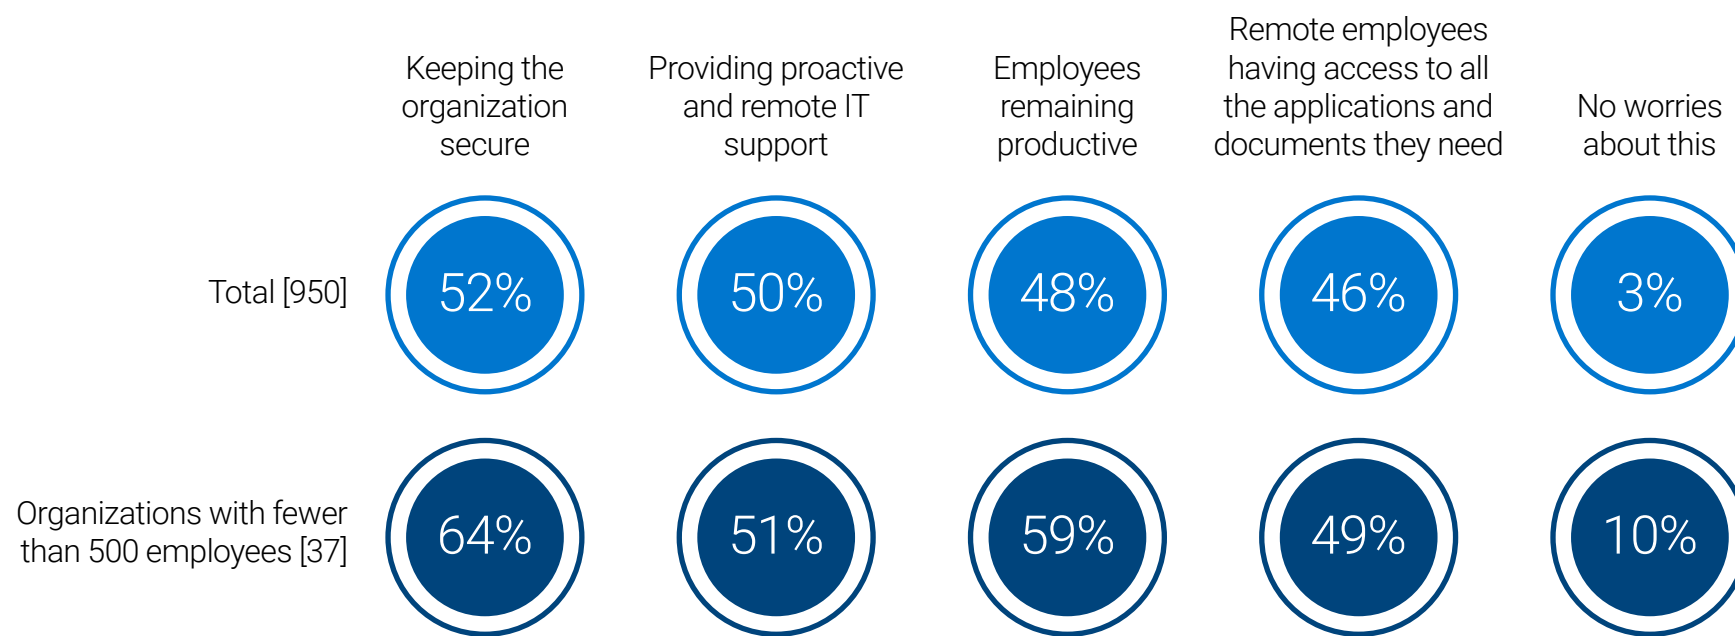 Keeping the
organization
secure
Providing proactive
and remote IT
support
Employees
remaining
productive
Remote employees
having access to all
the applications and
documents they need
No worries
about this
Total [950]
52%
50%
48%
46%
3%
Organizations with fewer
than 500 employees [37]
64%
51%
59%
49%
10%